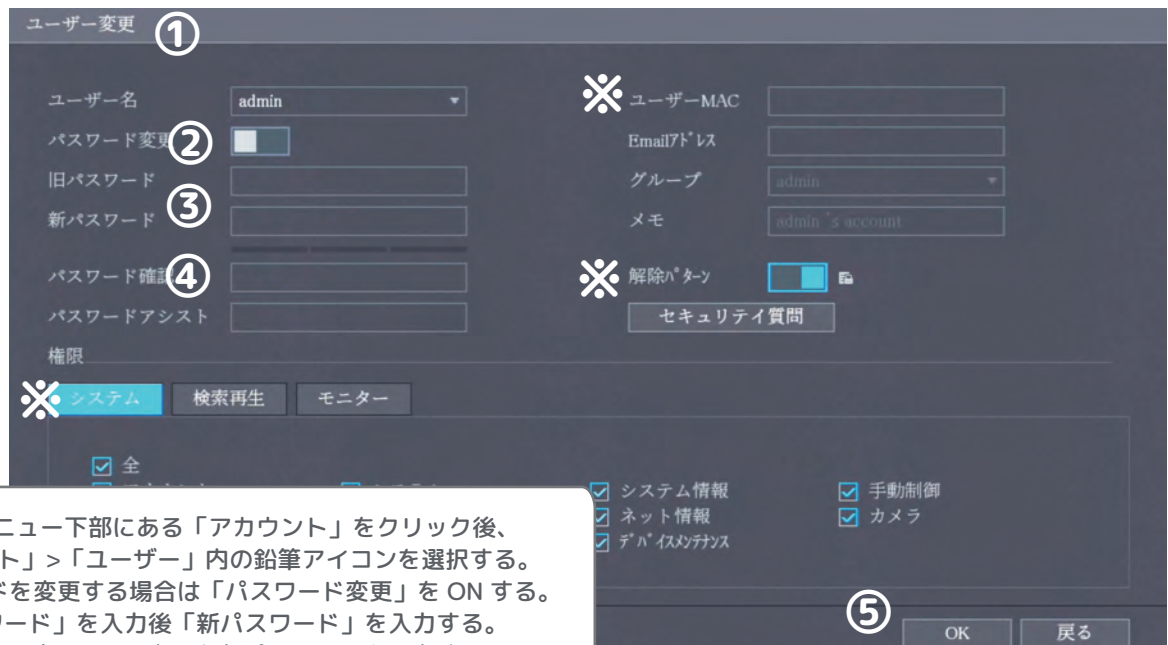 ユーザー変更 ①
ユーザー名 admin
パスワード変更 ②
旧パスワード
新パスワード ③
パスワード確認 ④
パスワードアシスト
※ ユーザーMAC
Emailアドレス
グループ admin
メモ admin 's account
※ 解除パターン
セキュリテイ質問
権限
※ システム 検索再生 モニター
全
システム情報 手動制御
ネット情報 カメラ
デバイスメンテナンス
ニュー下部にある「アカウント」をクリック後、
ト」>「ユーザー」内の鉛筆アイコンを選択する。
ドを変更する場合は「パスワード変更」を ON する。
ワード」を入力後「新パスワード」を入力する。
⑤ OK 戻る